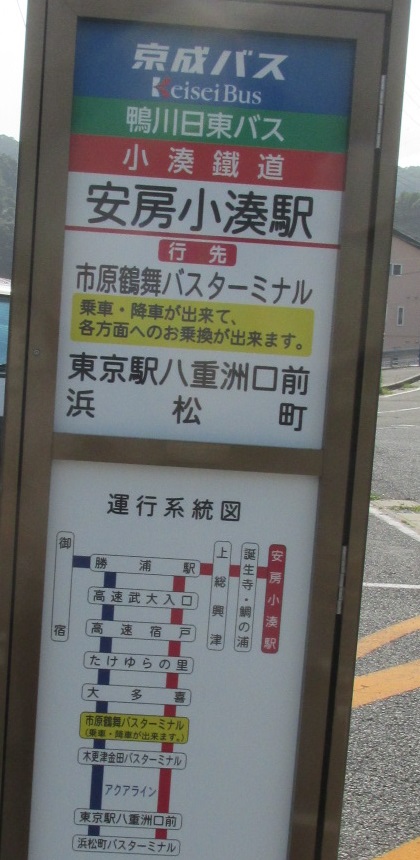 京成バス
KeiseiBus
鴨川日東バス
小湊鐵道
安房小湊駅
行先
市原鶴舞バスターミナル
乗車・降車が出来て、
各方面へのお乗換が出来ます。
東京駅八重洲口前
浜松町
運行系統図
御宿
勝浦駅
上総興津
誕生寺・鯛の浦
安房小湊駅
高速武大入口
高速宿戸
たけゆらの里
大多喜
市原鶴舞バスターミナル
(乗車・降車が出来ます。)
木更津金田バスターミナル
アクアライン
東京駅八重洲口前
浜松町バスターミナル